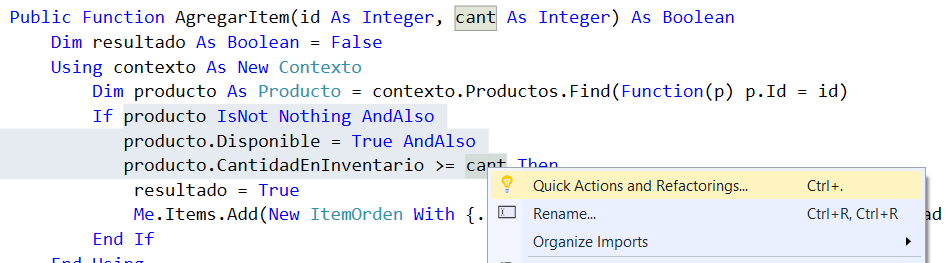 Public Function AgregarItem(id As Integer, cant As Integer) As Boolean
Dim resultado As Boolean = False
Using contexto As New Contexto
Dim producto As Producto = contexto.Productos.Find(Function(p) p.Id = id)
If producto IsNot Nothing AndAlso
producto.Disponible = True AndAlso
producto.CantidadEnInventario >= cant Then
resultado = True
Me.Items.Add(New ItemOrden With {.
ad
End If
End Using
Quick Actions and Refactorings... Ctrl+.
Rename... Ctrl+R, Ctrl+R
Organize Imports